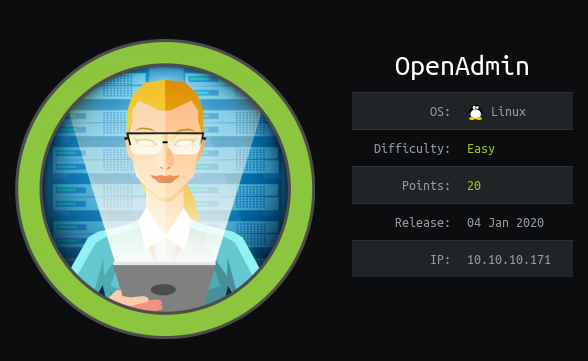 OpenAdmin
OS: Linux
Difficulty: Easy
Points: 20
Release: 04 Jan 2020
IP: 10.10.10.171